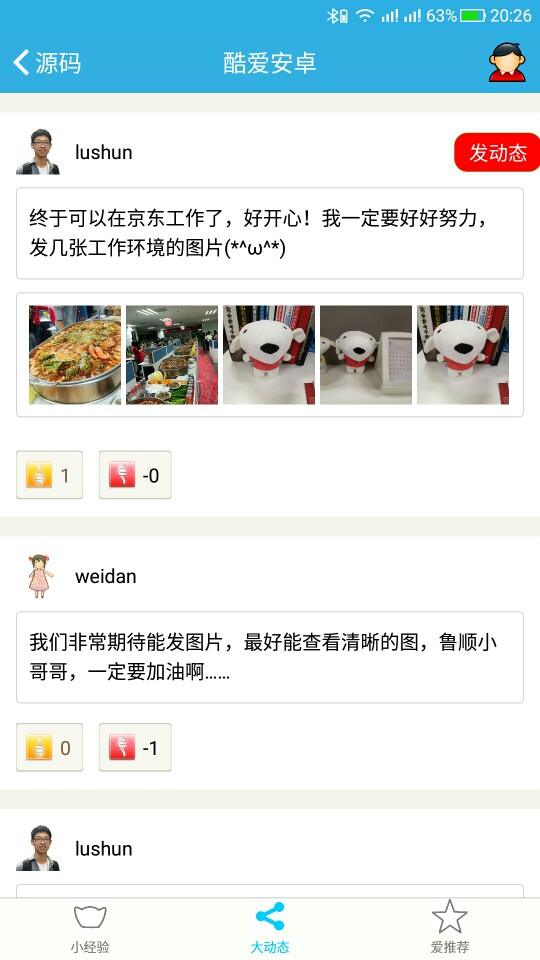 63% 20:26
源码 酷爱安卓
lushun 发动态
终于可以在京东工作了，好开心！我一定要好好努力，
发几张工作环境的图片(*^ω^*)
1 -0
weidan
我们非常期待能发图片，最好能查看清晰的图，鲁顺小
哥哥，一定要加油啊……
0 -1
lushun
小经验 大动态 爱推荐